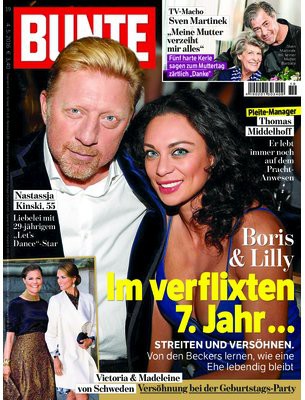 BUNTE
TV-Macho
Sven Martinek
„Meine Mutter
verzeiht
mir alles“
Fünf harte Kerle
sagen zum Muttertag
zärtlich „Danke“
Pleite-Manager
Thomas
Middelhoff
Er lebt
immer noch
auf dem
Pracht-
Anwesen
Nastassja
Kinski, 55
Liebelei mit
29-jährigem
„Let's
Dance“-Star
Boris
& Lilly
Im verflixten
7. Jahr...
STREITEN UND VERSÖHNEN.
Von den Beckers lernen, wie eine
Ehe lebendig bleibt
Victoria & Madeleine
von Schweden Versöhnung bei der Geburtstags-Party